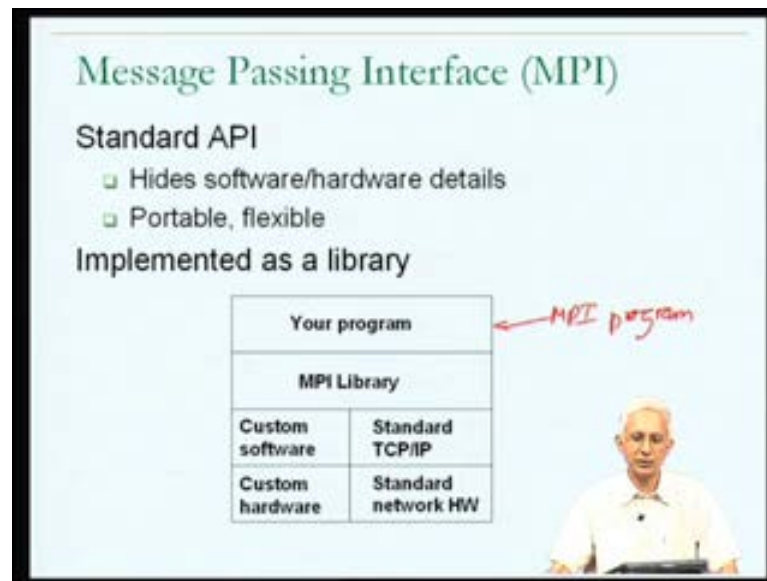 Message Passing Interface (MPI)
Standard API
Hides software/hardware details
Portable, flexible
Implemented as a library
Your program
MPI program
MPI Library
Custom software
Standard TCP/IP
Custom hardware
Standard network HW